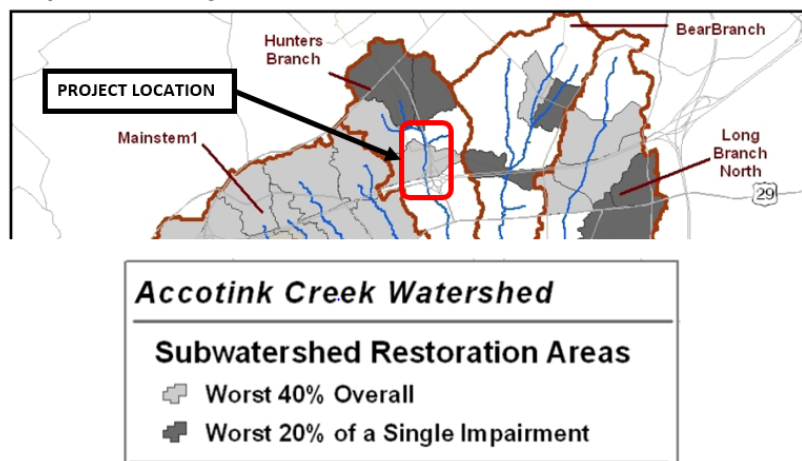 BearBranch
Hunters
Branch
PROJECT LOCATION
Mainstem1
Long
Branch
North
29
Accotink Creek Watershed
Subwatershed Restoration Areas
Worst 40% Overall
Worst 20% of a Single Impairment